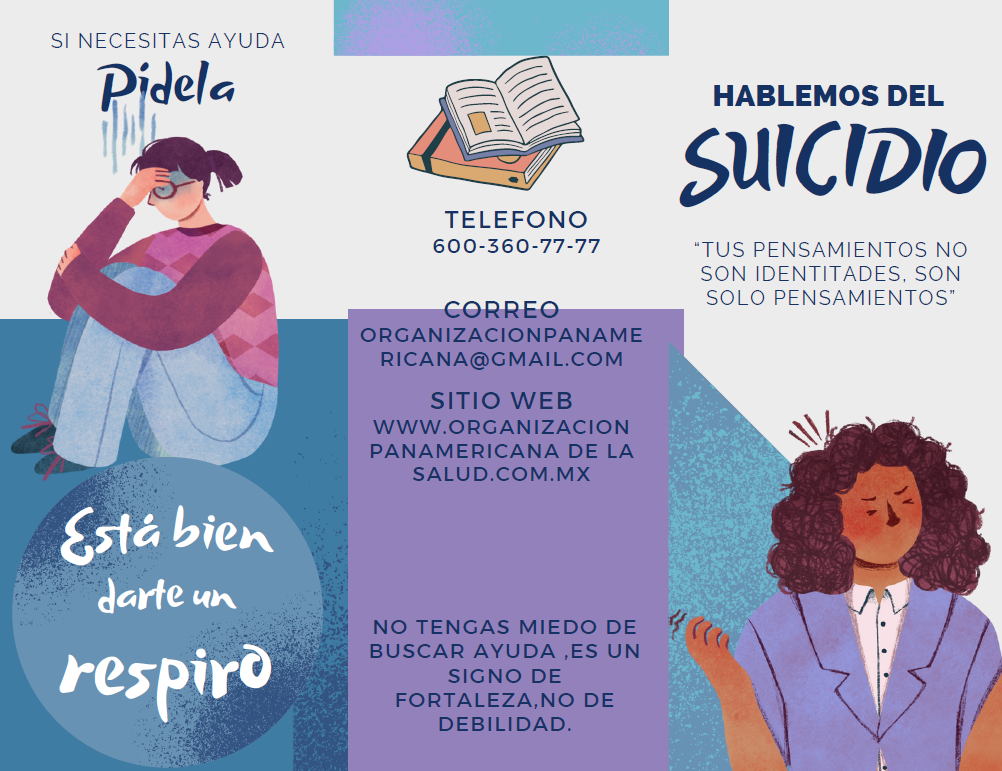 SI NECESITAS AYUDA
Pidela
Está bien
darte un
respiro
TELEFONO
600-360-77-77
CORREO
ORGANIZACIONPANAME
RICANA@GMAIL.COM
SITIO WEB
WWW.ORGANIZACION
PANAMERICANA DE LA
SALUD.COM.MX
NO TENGAS MIEDO DE
BUSCAR AYUDA ,ES UN
SIGNO DE
FORTALEZA,NO DE
DEBILIDAD.
HABLEMOS DEL
SUICIDIO
“TUS PENSAMIENTOS NO
SON IDENTITADES, SON
SOLO PENSAMIENTOS”